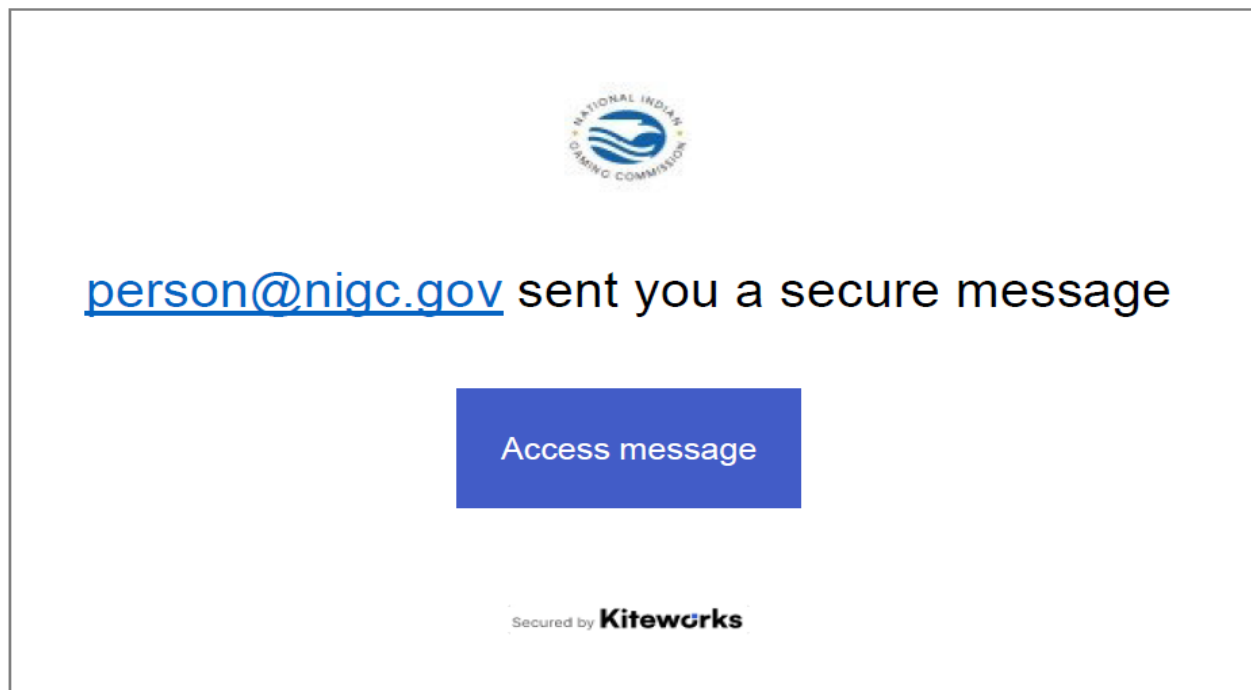 NATIONAL INDIAN
GAMING COMMISSION
person@nigc.gov sent you a secure message
Access message
Secured by Kiteworks